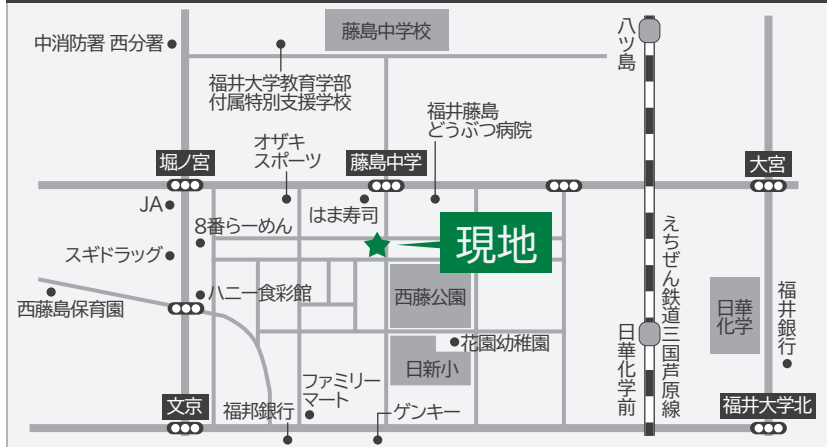 藤島中学校
八ツ島
中消防署 西分署
福井大学教育学部
付属特別支援学校
福井藤島
どうぶつ病院
オザキ
スポーツ
堀ノ宮
藤島中学
大宮
JA
はま寿司
8番らーめん
現地
スギドラッグ
えちぜん鉄道三国芦原線
西藤島保育園
ハニー食彩館
西藤公園
日華
化学
福井銀行
日華化学前
花園幼稚園
日新小
ファミリー
マート
文京
福邦銀行
ゲンキー
福井大学北